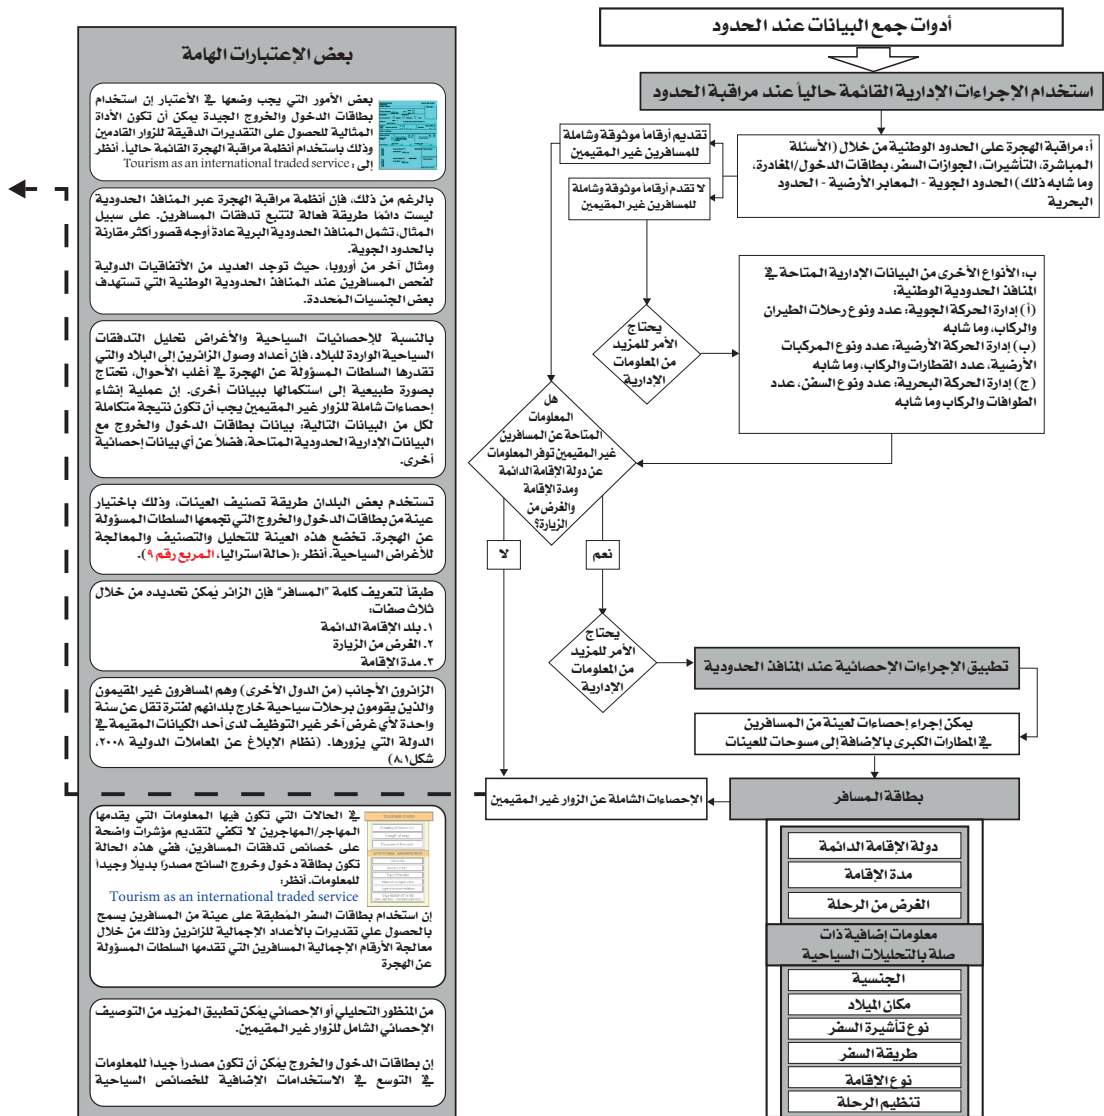 أدوات جمع البيانات عند الحدود
استخدام الإجراءات الإدارية القائمة حالياً عند مراقبة الحدود
أ: مراقبة الهجرة على الحدود الوطنية من خلال (الأسئلة
المباشرة، التأشيرات، الجوازات السفر، بطاقات الدخول/المغادرة،
وما شابه ذلك) الحدود الجوية - المعابر الأرضية - الحدود
البحرية
تقديم أرقاماً موثوقة وشاملة
للمسافرين غير المقيمين
لا تقدم أرقاماً موثوقة وشاملة
للمسافرين غير المقيمين
ب: الأنواع الأخرى من البيانات الإدارية المتاحة في
المنافذ الحدودية الوطنية:
(أ) إدارة الحركة الجوية: عدد ونوع رحلات الطيران
والركاب، وما شابه
(ب) إدارة الحركة الأرضية: عدد ونوع المركبات
الأرضية، عدد القطارات والركاب، وما شابه
(ج) إدارة الحركة البحرية: عدد ونوع السفن، عدد
الطوافات والركاب وما شابه
يحتاج
الأمر للمزيد
من المعلومات
الإدارية
هل
المعلومات
المتاحة عن المسافرين
غير المقيمين توفر المعلومات
عن دولة الإقامة الدائمة
ومدة الإقامة
والغرض من
الزيارة؟
نعم
لا
يحتاج
الأمر للمزيد
من المعلومات
الإدارية
تطبيق الإجراءات الإحصائية عند المنافذ الحدودية
يمكن إجراء إحصاءات لعينة من المسافرين
في المطارات الكبرى بالإضافة إلى مسوحات للعينات
بطاقة المسافر
الإحصاءات الشاملة عن الزوار غير المقيمين
دولة الإقامة الدائمة
مدة الإقامة
الغرض من الرحلة
معلومات إضافية ذات
صلة بالتحليلات السياحية
الجنسية
مكان الميلاد
نوع تأشيرة السفر
طريقة السفر
نوع الإقامة
تنظيم الرحلة
بعض الإعتبارات الهامة
بعض الأمور التي يجب وضعها في الأعتبار إن استخدام
بطاقات الدخول والخروج الجيدة يمكن أن تكون الأداة
المثالية للحصول على التقديرات الدقيقة للزوار القادمين
وذلك باستخدام أنظمة مراقبة الهجرة القائمة حالياً. أنظر
إلى: Tourism as an international traded service
بالرغم من ذلك، فإن أنظمة مراقبة الهجرة عبر المنافذ الحدودية
ليست دائمًا طريقة فعالة لتتبع تدفقات المسافرين. على سبيل
المثال، تشمل المنافذ الحدودية البرية عادةً أوجه قصور أكثر مقارنة
بالحدود الجوية.
ومثال آخر من أوروبا، حيث توجد العديد من الأتفاقيات الدولية
لفحص المسافرين عند المنافذ الحدودية الوطنية التي تستهدف
بعض الجنسيات المُحددة.
بالنسبة للإحصائيات السياحية والأغراض تحليل التدفقات
السياحية الواردة للبلاد، فإن أعداد وصول الزائرين إلى البلاد والتي
تقدرها السلطات المسؤولة عن الهجرة في أغلب الأحوال، تحتاج
بصورة طبيعية إلى استكمالها ببيانات أخرى. إن عملية إنشاء
إحصاءات شاملة للزوار غير المقيمين يجب أن تكون نتيجة متكاملة
لكل من البيانات التالية: بيانات بطاقات الدخول والخروج مع
البيانات الإدارية الحدودية المتاحة، فضلاً عن أي بيانات إحصائية
أخرى.
تستخدم بعض البلدان طريقة تصنيف العينات، وذلك باختيار
عينة من بطاقات الدخول والخروج التي تجمعها السلطات المسؤولة
عن الهجرة. تخضع هذه العينة للتحليل والتصنيف والمعالجة
للأغراض السياحية. أنظر: (حالة استراليا، المربع رقم ٩).
طبقاً لتعريف كلمة "المسافر" فإن الزائر يُمكن تحديده من خلال
ثلاث صفات:
١. بلد الإقامة الدائمة
٢. الغرض من الزيارة
٣. مدة الإقامة
الزائرون الأجانب (من الدول الأخرى) وهم المسافرون غير المقيمون
والذين يقومون برحلات سياحية خارج بلدانهم لفترة تقل عن سنة
واحدة لأي غرض آخر غير التوظيف لدى أحد الكيانات المقيمة في
الدولة التي يزورها. (نظام الإبلاغ عن المعاملات الدولية ٢٠٠٨،
شكل ٨،١)
في الحالات التي تكون فيها المعلومات التي يقدمها
المهاجر/المهاجرين لا تكفي لتقديم مؤشرات واضحة
على خصائص تدفقات المسافرين، ففي هذه الحالة
تكون بطاقة دخول وخروج السائح مصدرًا بديلًا وجيداً
للمعلومات. أنظر:
Tourism as an international traded service
إن استخدام بطاقات السفر المُطبقة على عينة من المسافرين يسمح
بالحصول علي تقديرات بالأعداد الإجمالية للزائرين وذلك من خلال
معالجة الأرقام الإجمالية المسافرين التي تقدمها السلطات المسؤولة
عن الهجرة
من المنظور التحليلي أو الإحصائي يُمكن تطبيق المزيد من التوصيف
الإحصائي الشامل للزوار غير المقيمين.
إن بطاقات الدخول والخروج يُمكن أن تكون مصدراً جيداً للمعلومات
في التوسع في الاستخدامات الإضافية للخصائص السياحية